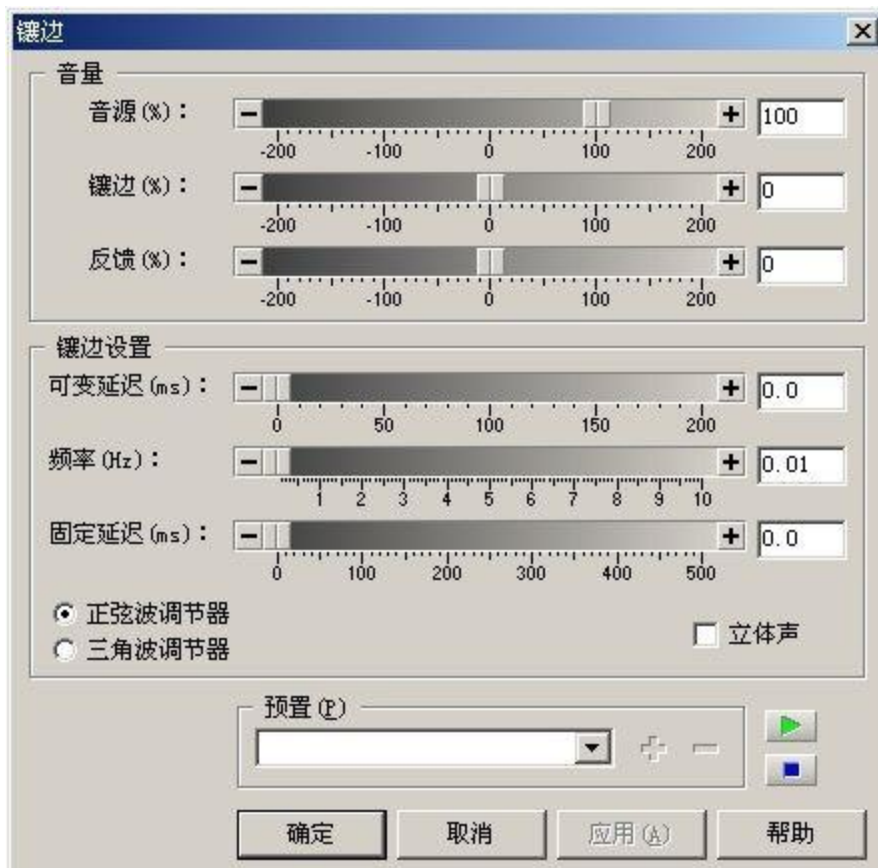 镶边
音量
音源(%)： 100
-200 -100 0 100 200
镶边(%)： 0
-200 -100 0 100 200
反馈(%)： 0
-200 -100 0 100 200
镶边设置
可变延迟(ms)： 0.0
0 50 100 150 200
频率(Hz)： 0.01
1 2 3 4 5 6 7 8 9 10
固定延迟(ms)： 0.0
0 100 200 300 400 500
正弦波调节器
三角波调节器
立体声
预置(P)
确定 取消 应用(A) 帮助